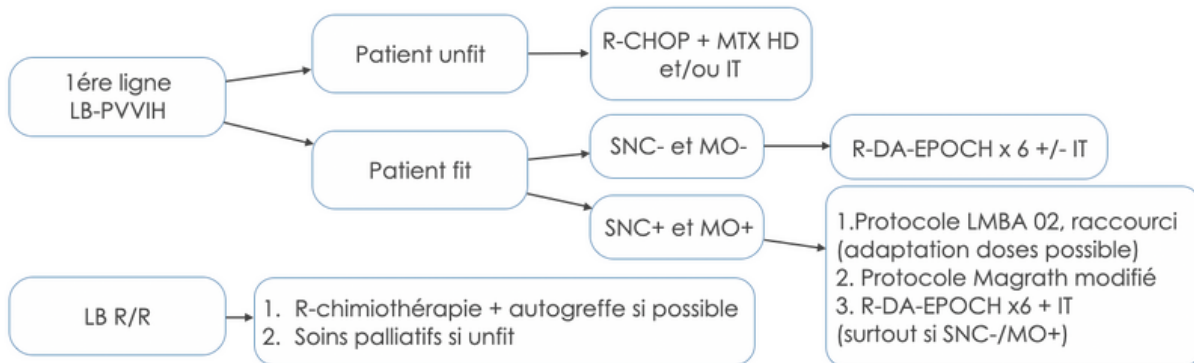 1ére ligne
LB-PVVIH
Patient unfit
R-CHOP + MTX HD
et/ou IT
Patient fit
SNC- et MO-
R-DA-EPOCH x 6 +/- IT
SNC+ et MO+
1.Protocole LMBA 02, raccourci
(adaptation doses possible)
2. Protocole Magrath modifié
3. R-DA-EPOCH x6 + IT
(surtout si SNC-/MO+)
LB R/R
1. R-chimiothérapie + autogreffe si possible
2. Soins palliatifs si unfit